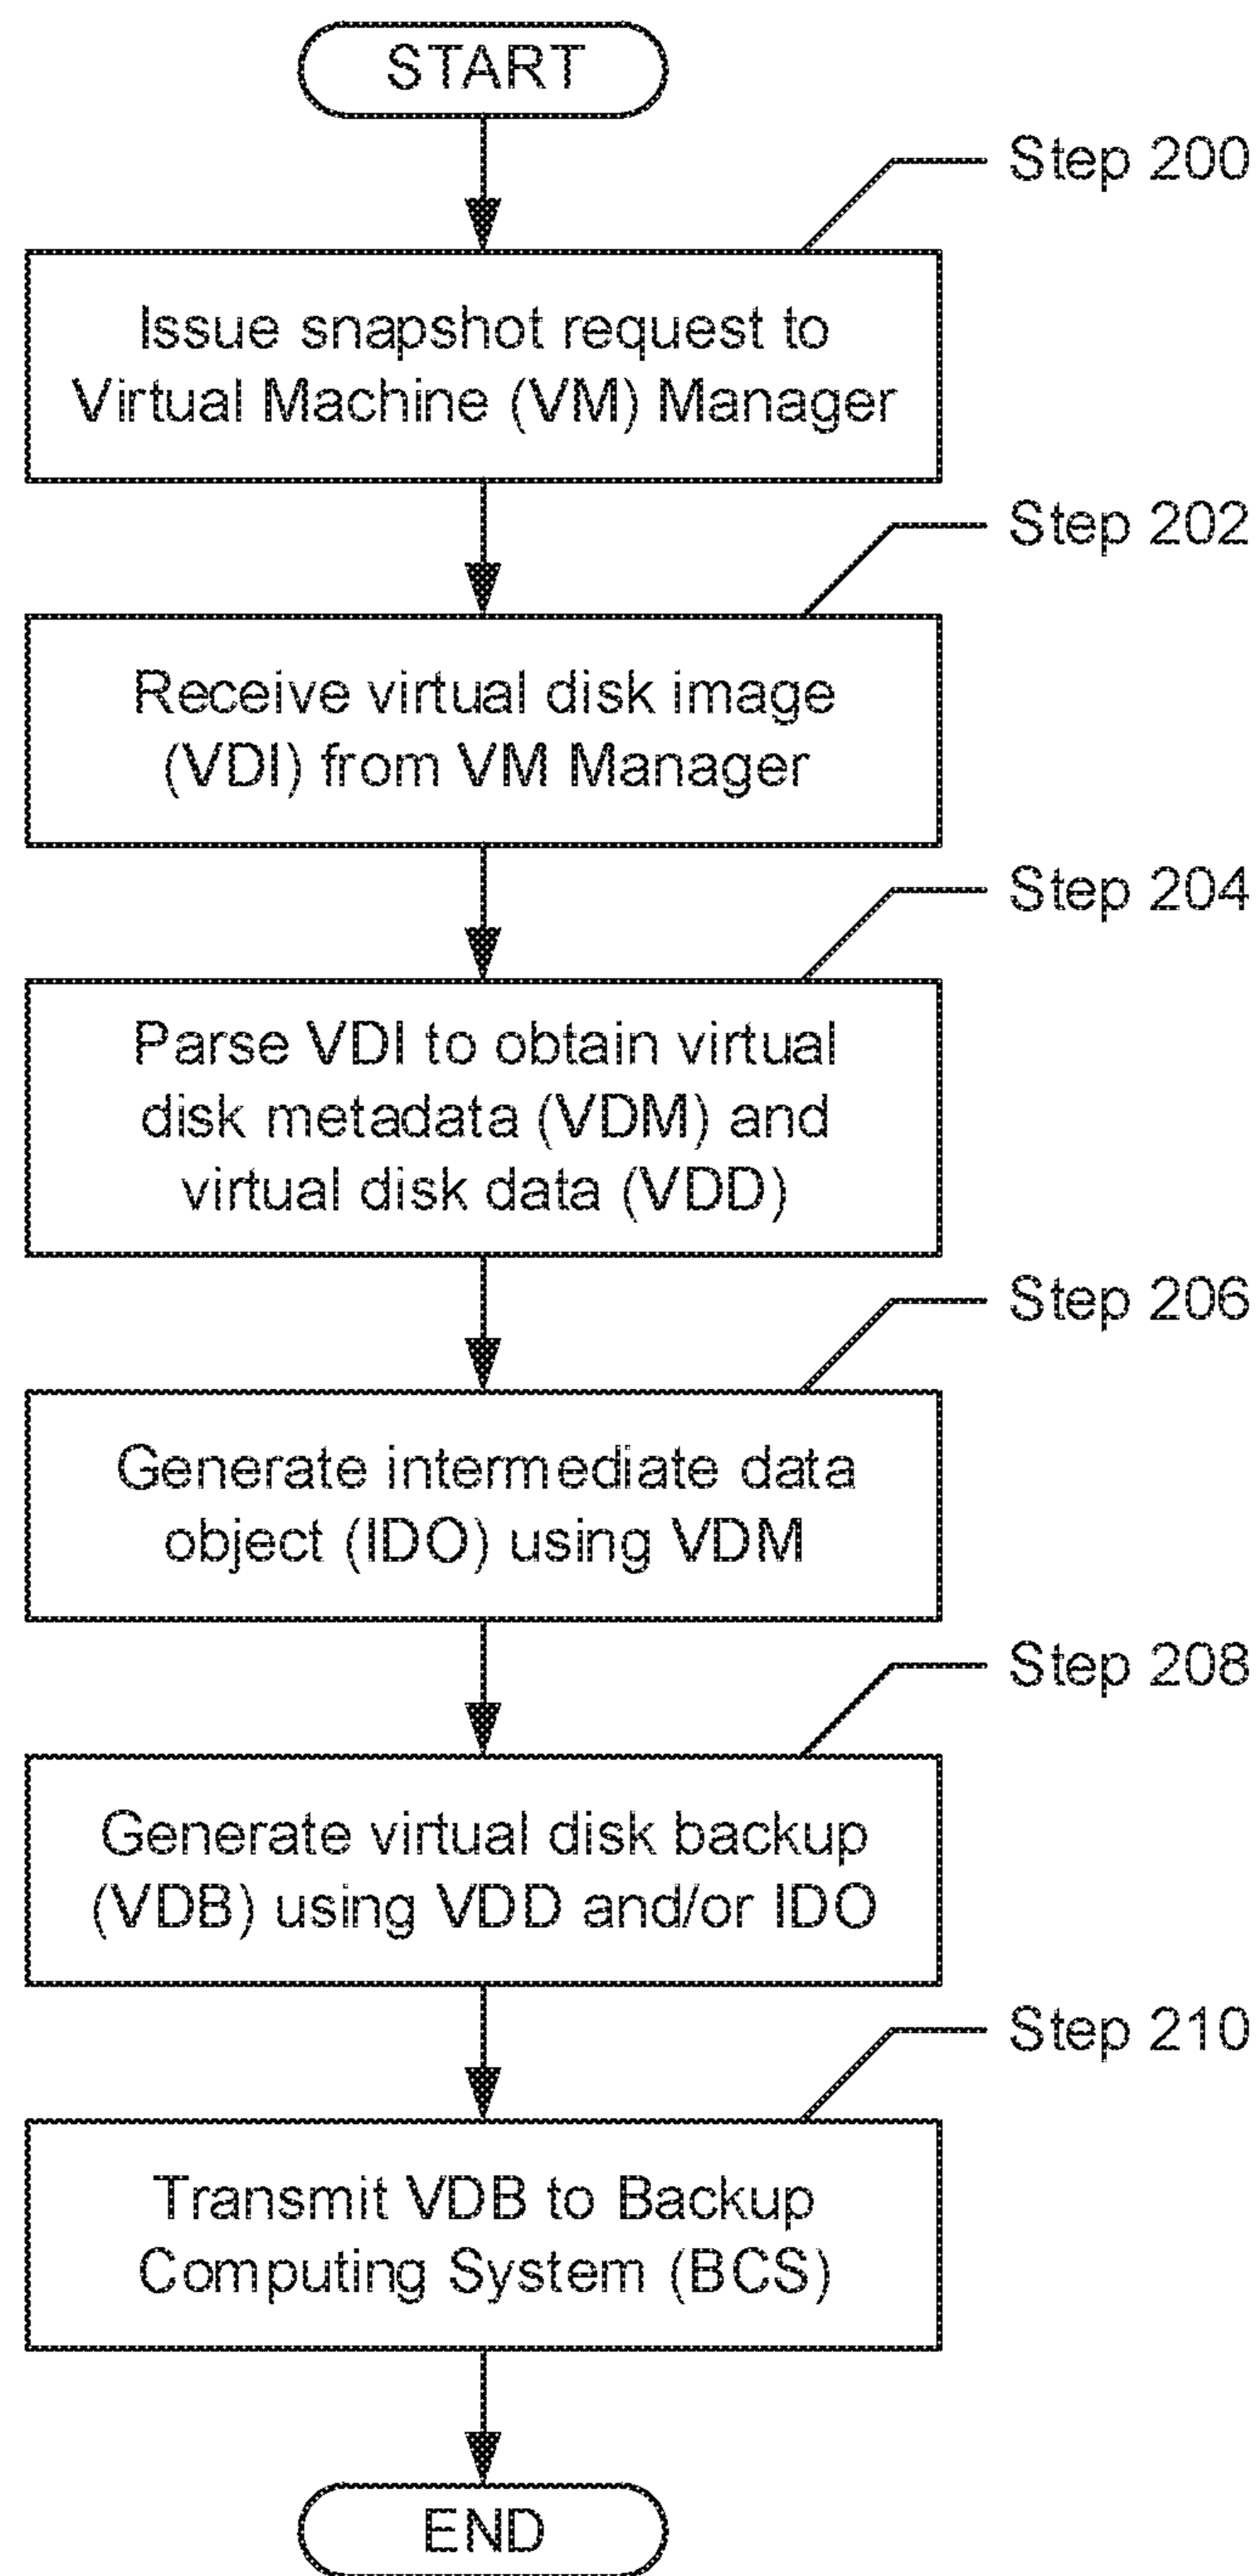 START
Step 200
Issue snapshot request to
Virtual Machine (VM) Manager
Step 202
Receive virtual disk image
(VDI) from VM Manager
Step 204
Parse VDI to obtain virtual
disk metadata (VDM) and
virtual disk data (VDD)
Step 206
Generate intermediate data
object (IDO) using VDM
Step 208
Generate virtual disk backup
(VDB) using VDD and/or IDO
Step 210
Transmit VDB to Backup
Computing System (BCS)
END